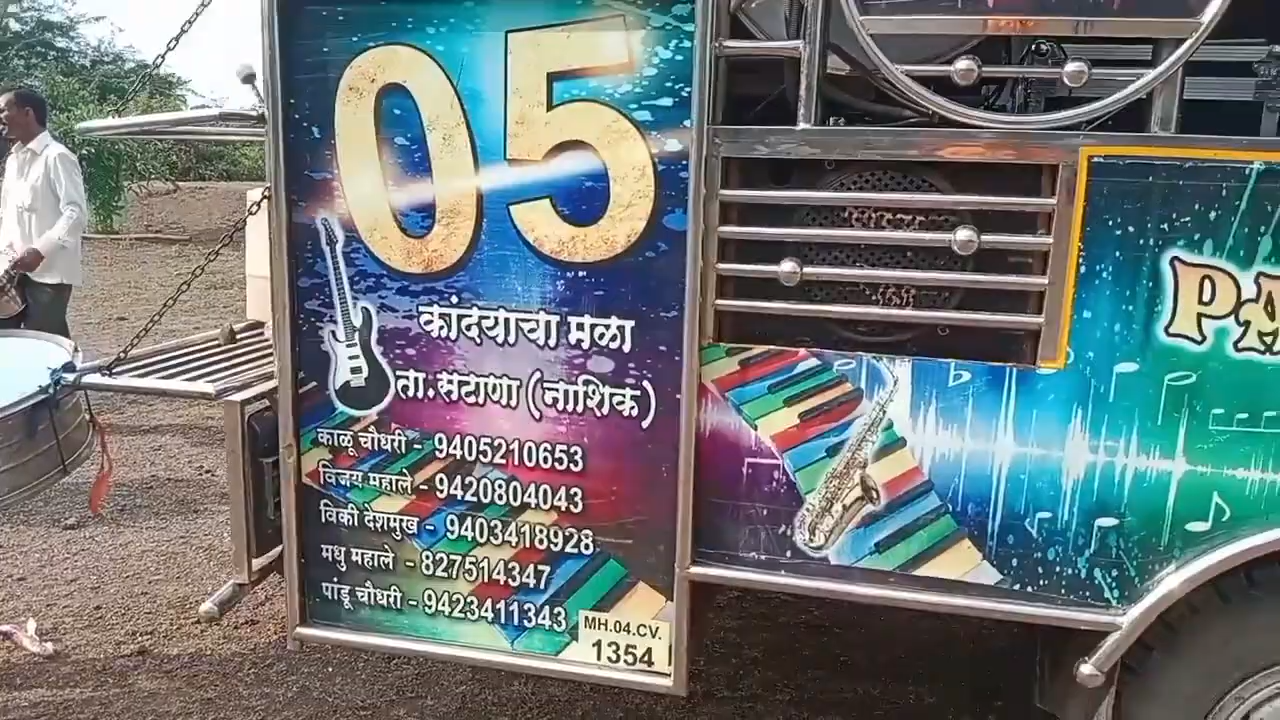 05
कांदयाचा मळा
ता.सटाणा (नाशिक)
काळू चौधरी - 9405210653
विजय महाले - 9420804043
विकी देशमुख - 9403418928
मधु महाले - 827514347
पांडू चौधरी - 9423411343
MH.04.CV.
1354